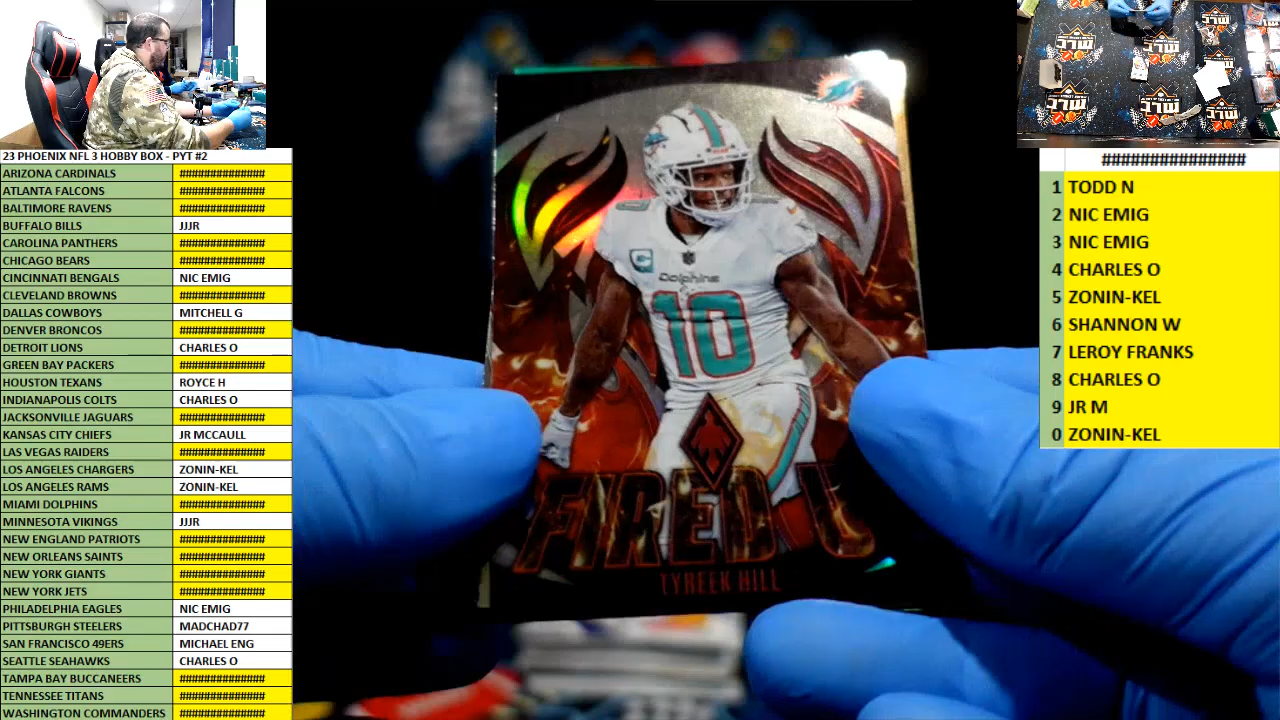 23 PHOENIX NFL 3 HOBBY BOX - PYT #2
ARIZONA CARDINALS ##############
ATLANTA FALCONS ##############
BALTIMORE RAVENS ##############
BUFFALO BILLS JJJR
CAROLINA PANTHERS ##############
CHICAGO BEARS ##############
CINCINNATI BENGALS NIC EMIG
CLEVELAND BROWNS ##############
DALLAS COWBOYS MITCHELL G
DENVER BRONCOS ##############
DETROIT LIONS CHARLES O
GREEN BAY PACKERS ##############
HOUSTON TEXANS ROYCE H
INDIANAPOLIS COLTS CHARLES O
JACKSONVILLE JAGUARS ##############
KANSAS CITY CHIEFS JR MCCAULL
LAS VEGAS RAIDERS ##############
LOS ANGELES CHARGERS ZONIN-KEL
LOS ANGELES RAMS ZONIN-KEL
MIAMI DOLPHINS ##############
MINNESOTA VIKINGS JJJR
NEW ENGLAND PATRIOTS ##############
NEW ORLEANS SAINTS ##############
NEW YORK GIANTS ##############
NEW YORK JETS ##############
PHILADELPHIA EAGLES NIC EMIG
PITTSBURGH STEELERS MADCHAD77
SAN FRANCISCO 49ERS MICHAEL ENG
SEATTLE SEAHAWKS CHARLES O
TAMPA BAY BUCCANEERS ##############
TENNESSEE TITANS ##############
WASHINGTON COMMANDERS ##############
C
Dolphins
10
FIRED U
TYREEK HILL
###############
1 TODD N
2 NIC EMIG
3 NIC EMIG
4 CHARLES O
5 ZONIN-KEL
6 SHANNON W
7 LEROY FRANKS
8 CHARLES O
9 JR M
0 ZONIN-KEL